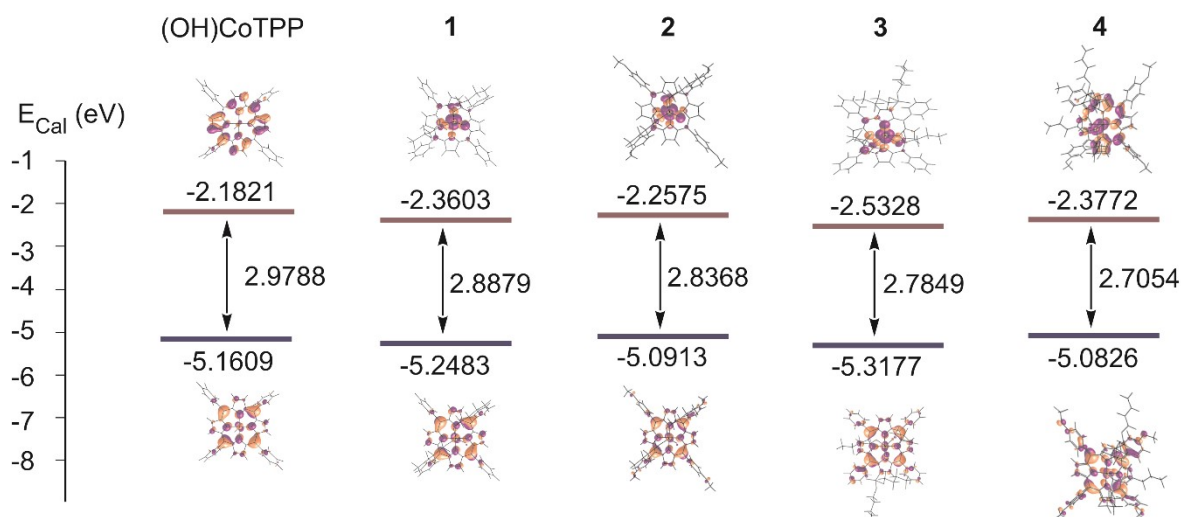 (OH)CoTPP 1 2 3 4
E_Cal (eV)
-1
-2
-3
-4
-5
-6
-7
-8
-2.1821 -2.3603 -2.2575 -2.5328 -2.3772
2.9788 2.8879 2.8368 2.7849 2.7054
-5.1609 -5.2483 -5.0913 -5.3177 -5.0826